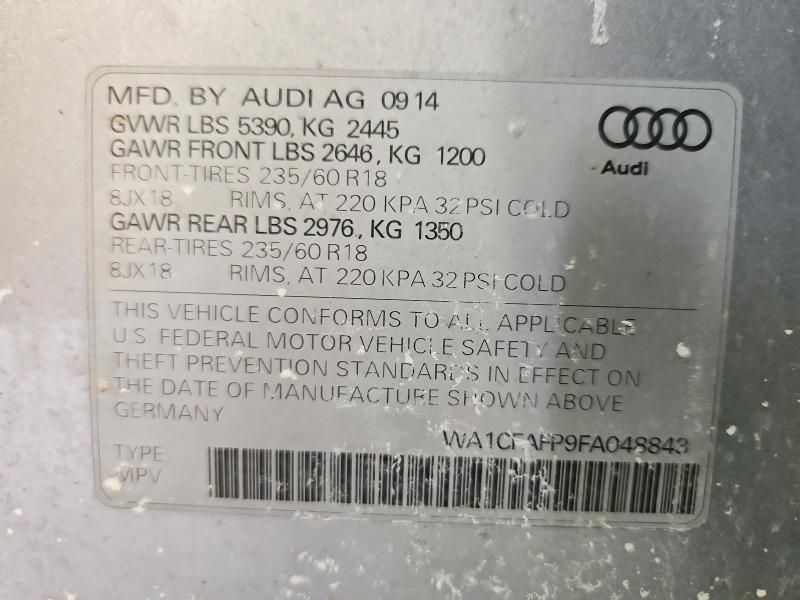 MFD. BY AUDI AG 09 14
GVWR LBS 5390, KG 2445
GAWR FRONT LBS 2646, KG 1200
FRONT-TIRES 235/60 R18
8JX18 RIMS, AT 220 KPA 32 PSI COLD
GAWR REAR LBS 2976, KG 1350
REAR-TIRES 235/60 R18
8JX18 RIMS, AT 220 KPA 32 PSI COLD
Audi
THIS VEHICLE CONFORMS TO ALL APPLICABLE
U.S. FEDERAL MOTOR VEHICLE SAFETY AND
THEFT PREVENTION STANDARDS IN EFFECT ON
THE DATE OF MANUFACTURE SHOWN ABOVE
GERMANY
WA1CFAFP9FA048843
TYPE
MPV